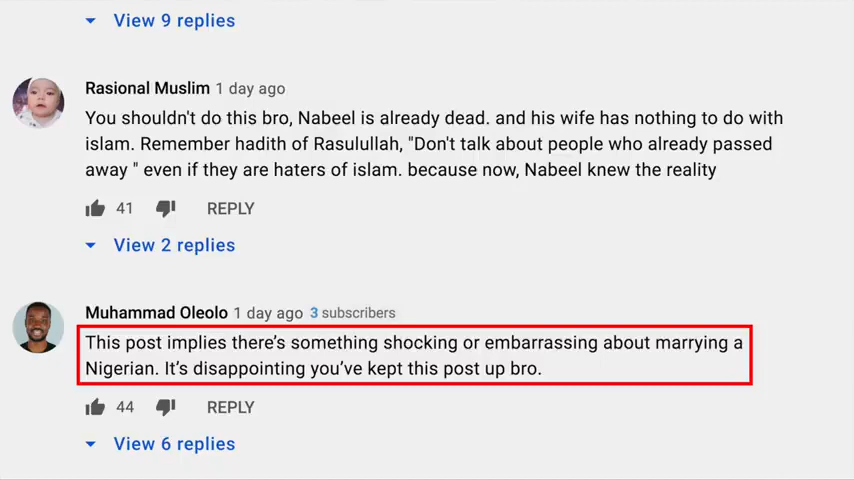 View 9 replies
Rasional Muslim 1 day ago
You shouldn't do this bro, Nabeel is already dead. and his wife has nothing to do with
islam. Remember hadith of Rasulullah, "Don't talk about people who already passed
away " even if they are haters of islam. because now, Nabeel knew the reality
41 REPLY
View 2 replies
Muhammad Oleolo 1 day ago 3 subscribers
This post implies there’s something shocking or embarrassing about marrying a
Nigerian. It’s disappointing you’ve kept this post up bro.
44 REPLY
View 6 replies